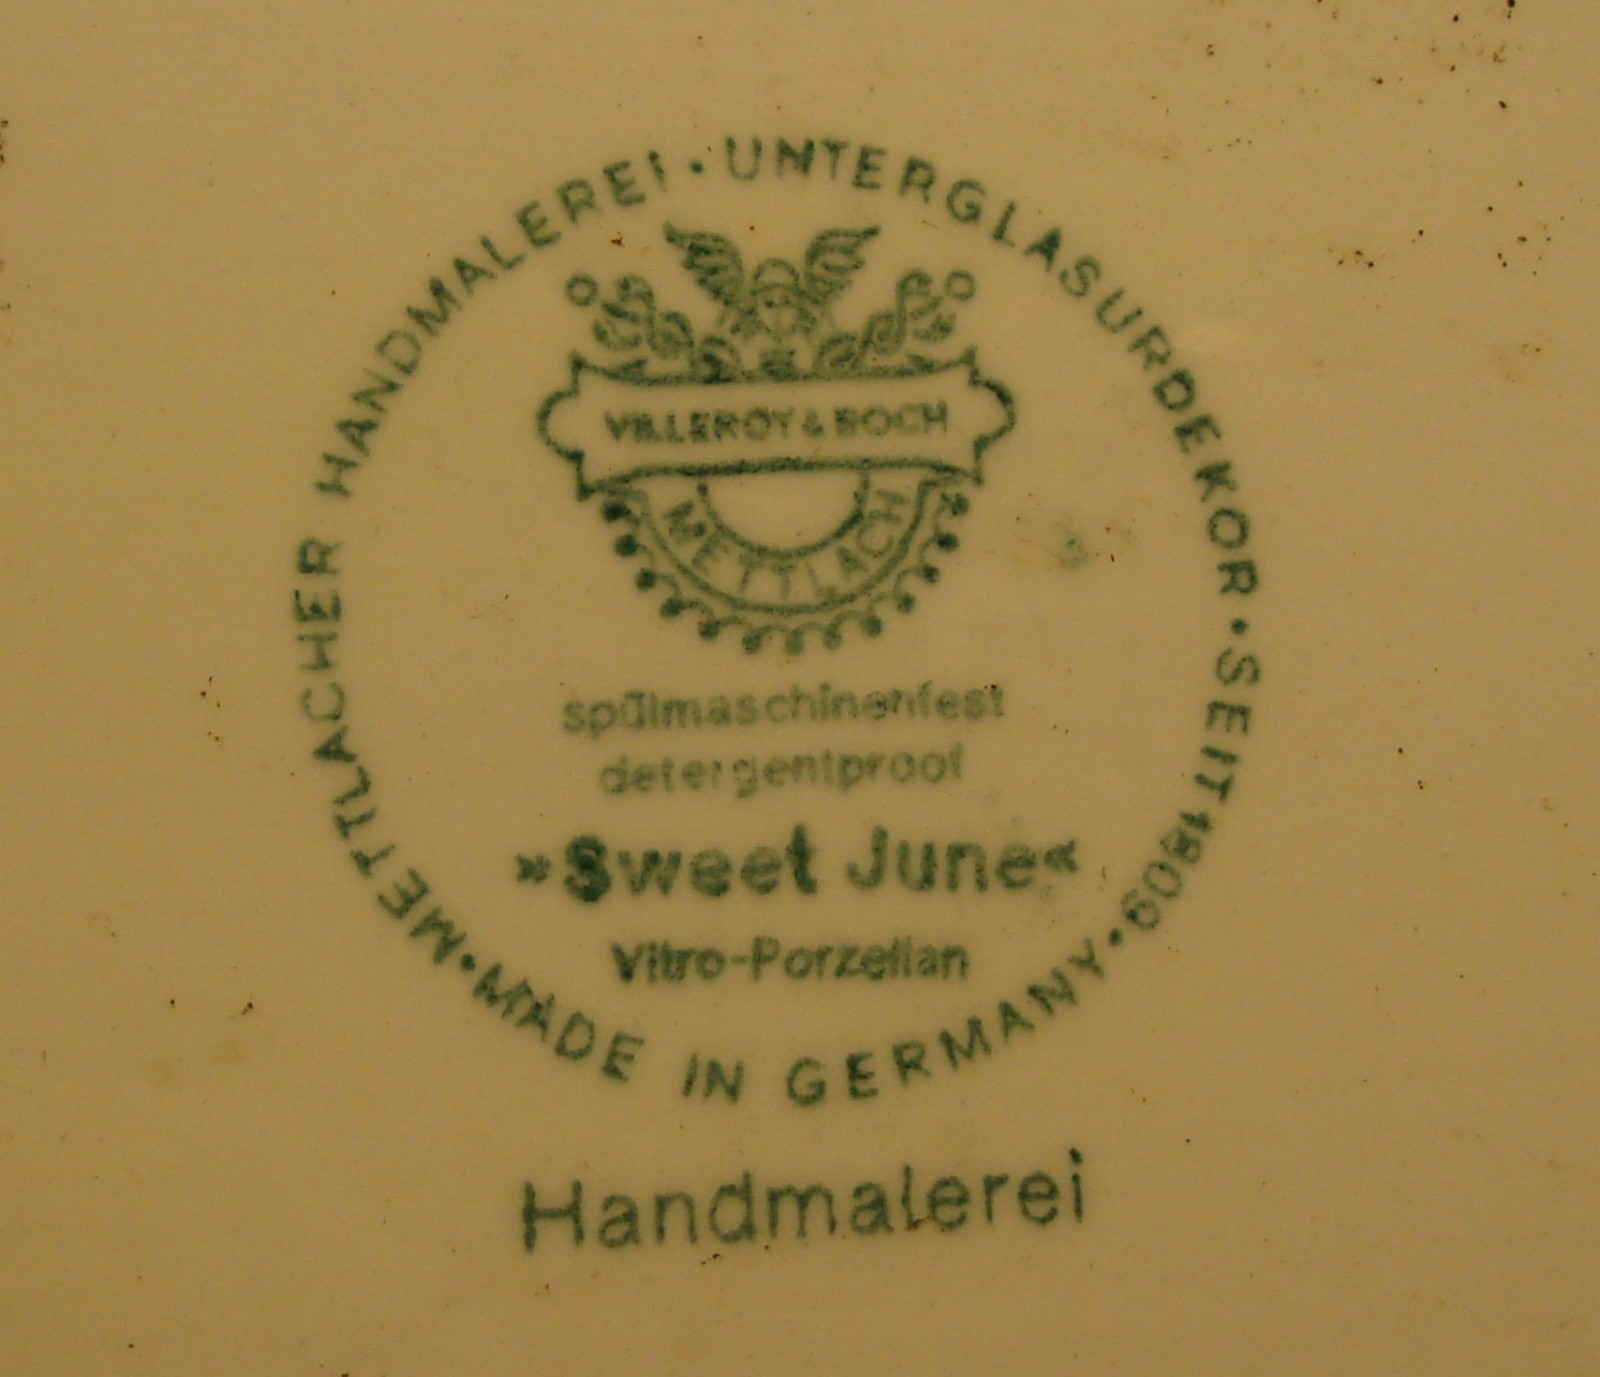 METTLACHER HANDMALEREI · UNTERGLASURDEKOR · SEIT 1809 · MADE IN GERMANY ·
VILLEROY & BOCH
METTLACH
spülmaschinenfest
detergentproof
»Sweet June«
Vitro-Porzellan
Handmalerei